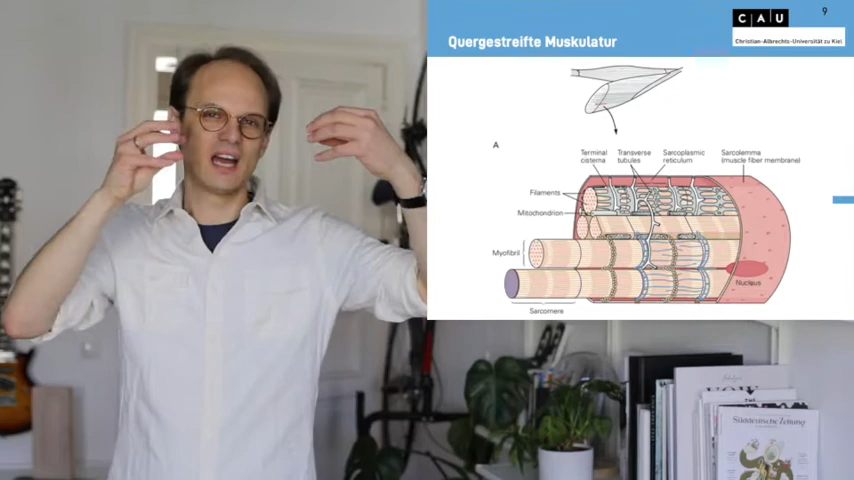 9
CAU
Christian-Albrechts-Universität zu Kiel
Quergestreifte Muskulatur
A
Terminal cisterna
Transverse tubules
Sarcoplasmic reticulum
Sarcolemma (muscle fiber membrane)
Filaments
Mitochondrion
Myofibril
Nucleus
Sarcomere
Süddeutsche Zeitung